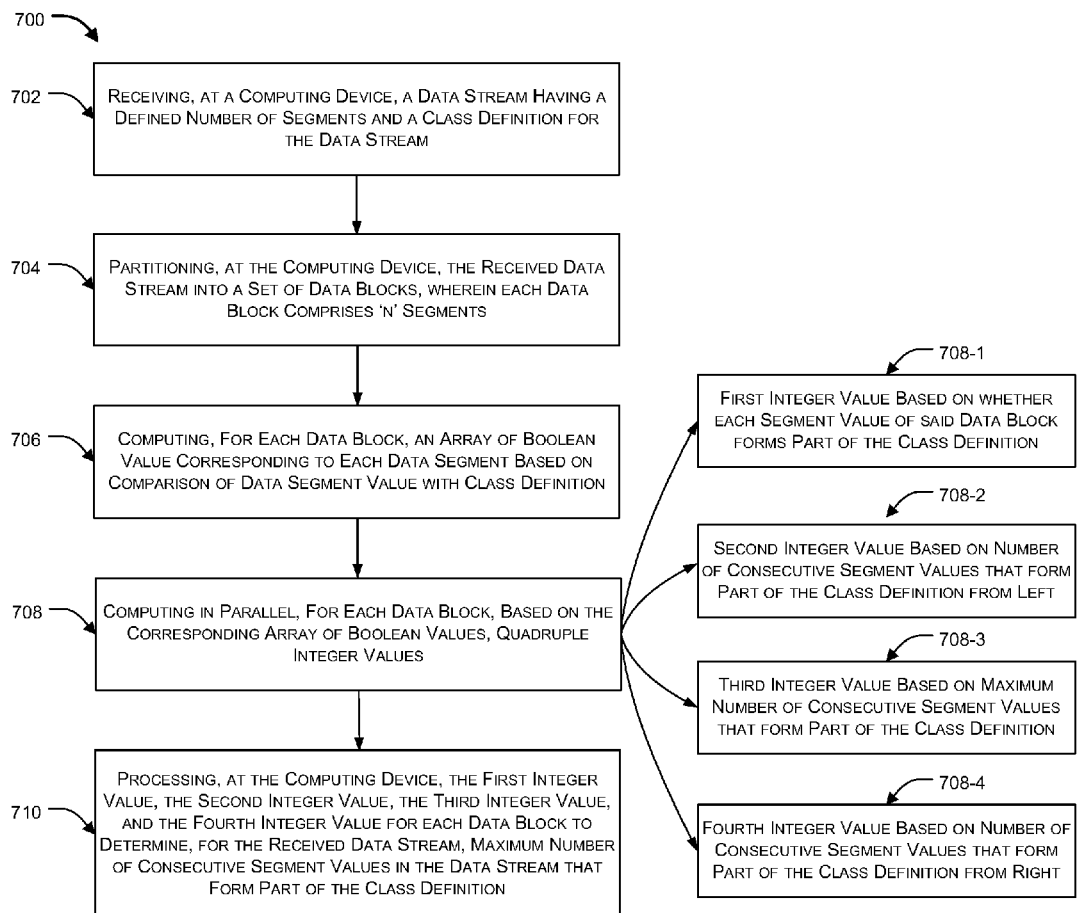 700
702
RECEIVING, AT A COMPUTING DEVICE, A DATA STREAM HAVING A
DEFINED NUMBER OF SEGMENTS AND A CLASS DEFINITION FOR
THE DATA STREAM
704
PARTITIONING, AT THE COMPUTING DEVICE, THE RECEIVED DATA
STREAM INTO A SET OF DATA BLOCKS, WHEREIN EACH DATA
BLOCK COMPRISES 'N' SEGMENTS
706
COMPUTING, FOR EACH DATA BLOCK, AN ARRAY OF BOOLEAN
VALUE CORRESPONDING TO EACH DATA SEGMENT BASED ON
COMPARISON OF DATA SEGMENT VALUE WITH CLASS DEFINITION
708
COMPUTING IN PARALLEL, FOR EACH DATA BLOCK, BASED ON THE
CORRESPONDING ARRAY OF BOOLEAN VALUES, QUADRUPLE
INTEGER VALUES
708-1
FIRST INTEGER VALUE BASED ON WHETHER
EACH SEGMENT VALUE OF SAID DATA BLOCK
FORMS PART OF THE CLASS DEFINITION
708-2
SECOND INTEGER VALUE BASED ON NUMBER
OF CONSECUTIVE SEGMENT VALUES THAT FORM
PART OF THE CLASS DEFINITION FROM LEFT
708-3
THIRD INTEGER VALUE BASED ON MAXIMUM
NUMBER OF CONSECUTIVE SEGMENT VALUES
THAT FORM PART OF THE CLASS DEFINITION
708-4
FOURTH INTEGER VALUE BASED ON NUMBER OF
CONSECUTIVE SEGMENT VALUES THAT FORM
PART OF THE CLASS DEFINITION FROM RIGHT
710
PROCESSING, AT THE COMPUTING DEVICE, THE FIRST INTEGER
VALUE, THE SECOND INTEGER VALUE, THE THIRD INTEGER VALUE,
AND THE FOURTH INTEGER VALUE FOR EACH DATA BLOCK TO
DETERMINE, FOR THE RECEIVED DATA STREAM, MAXIMUM NUMBER
OF CONSECUTIVE SEGMENT VALUES IN THE DATA STREAM THAT
FORM PART OF THE CLASS DEFINITION